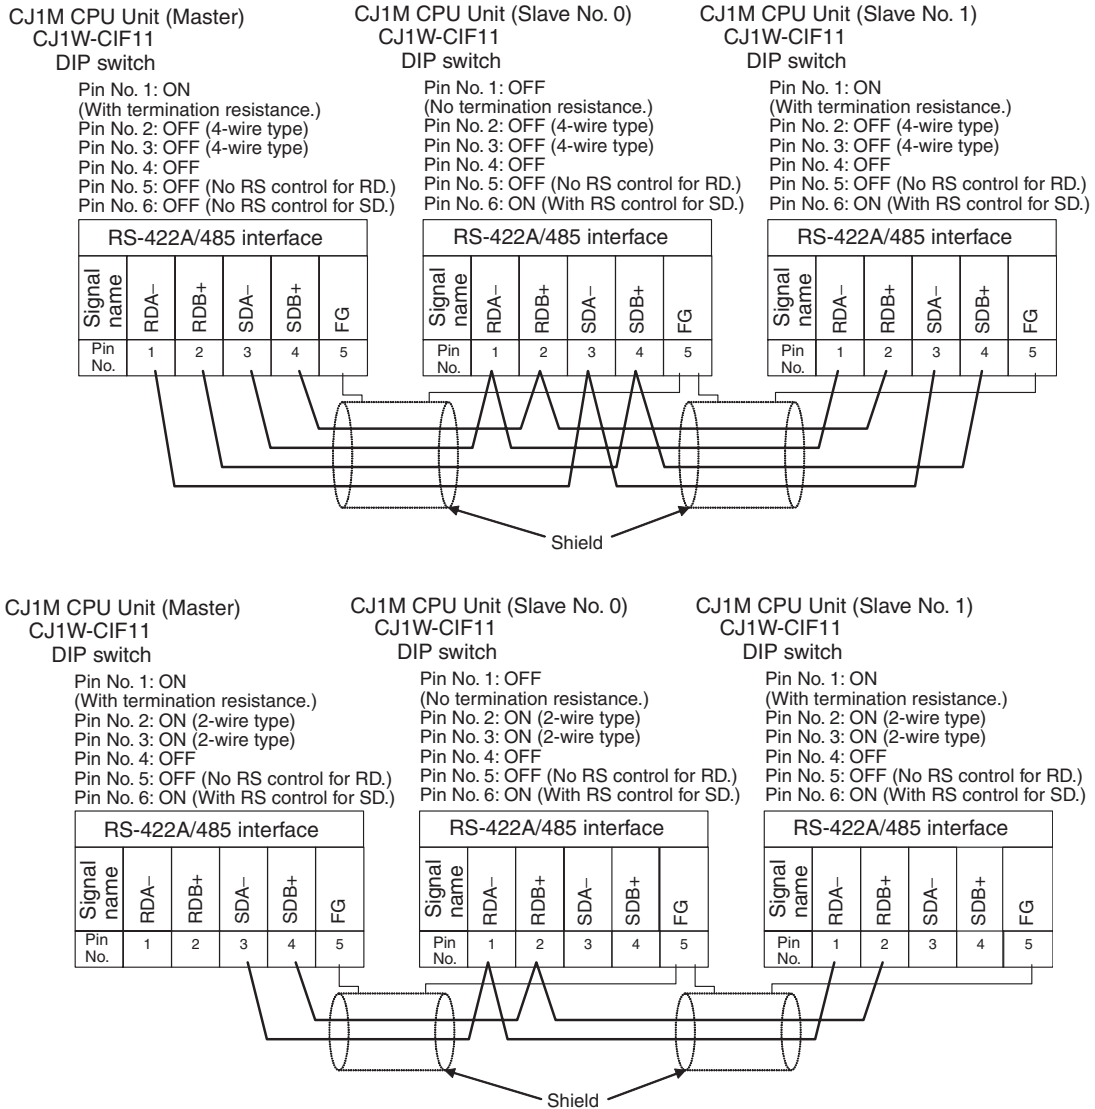 CJ1M CPU Unit (Master)
CJ1W-CIF11
DIP switch
Pin No. 1: ON
(With termination resistance.)
Pin No. 2: OFF (4-wire type)
Pin No. 3: OFF (4-wire type)
Pin No. 4: OFF
Pin No. 5: OFF (No RS control for RD.)
Pin No. 6: OFF (No RS control for SD.)
RS-422A/485 interface
Signal name
RDA–
RDB+
SDA–
SDB+
FG
Pin No.
1
2
3
4
5
CJ1M CPU Unit (Slave No. 0)
CJ1W-CIF11
DIP switch
Pin No. 1: OFF
(No termination resistance.)
Pin No. 2: OFF (4-wire type)
Pin No. 3: OFF (4-wire type)
Pin No. 4: OFF
Pin No. 5: OFF (No RS control for RD.)
Pin No. 6: ON (With RS control for SD.)
RS-422A/485 interface
Signal name
RDA–
RDB+
SDA–
SDB+
FG
Pin No.
1
2
3
4
5
CJ1M CPU Unit (Slave No. 1)
CJ1W-CIF11
DIP switch
Pin No. 1: ON
(With termination resistance.)
Pin No. 2: OFF (4-wire type)
Pin No. 3: OFF (4-wire type)
Pin No. 4: OFF
Pin No. 5: OFF (No RS control for RD.)
Pin No. 6: ON (With RS control for SD.)
RS-422A/485 interface
Signal name
RDA–
RDB+
SDA–
SDB+
FG
Pin No.
1
2
3
4
5
Shield
CJ1M CPU Unit (Master)
CJ1W-CIF11
DIP switch
Pin No. 1: ON
(With termination resistance.)
Pin No. 2: ON (2-wire type)
Pin No. 3: ON (2-wire type)
Pin No. 4: OFF
Pin No. 5: OFF (No RS control for RD.)
Pin No. 6: ON (With RS control for SD.)
RS-422A/485 interface
Signal name
RDA–
RDB+
SDA–
SDB+
FG
Pin No.
1
2
3
4
5
CJ1M CPU Unit (Slave No. 0)
CJ1W-CIF11
DIP switch
Pin No. 1: OFF
(No termination resistance.)
Pin No. 2: ON (2-wire type)
Pin No. 3: ON (2-wire type)
Pin No. 4: OFF
Pin No. 5: OFF (No RS control for RD.)
Pin No. 6: ON (With RS control for SD.)
RS-422A/485 interface
Signal name
RDA–
RDB+
SDA–
SDB+
FG
Pin No.
1
2
3
4
5
CJ1M CPU Unit (Slave No. 1)
CJ1W-CIF11
DIP switch
Pin No. 1: ON
(With termination resistance.)
Pin No. 2: ON (2-wire type)
Pin No. 3: ON (2-wire type)
Pin No. 4: OFF
Pin No. 5: OFF (No RS control for RD.)
Pin No. 6: ON (With RS control for SD.)
RS-422A/485 interface
Signal name
RDA–
RDB+
SDA–
SDB+
FG
Pin No.
1
2
3
4
5
Shield